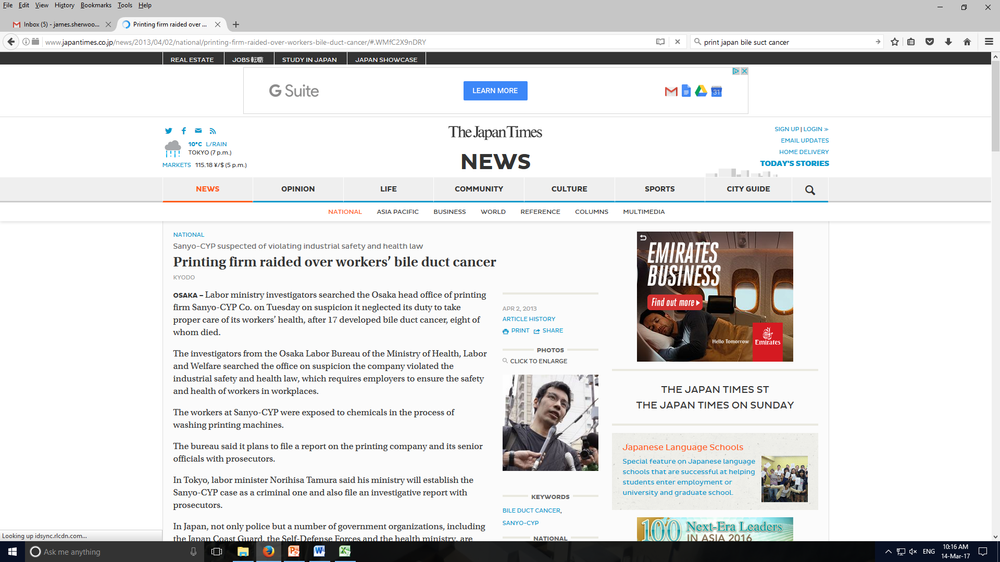 File Edit View History Bookmarks Tools Help
Inbox (5) - james.sherwoo...
Printing firm raided over ...
www.japantimes.co.jp/news/2013/04/02/national/printing-firm-raided-over-workers-bile-duct-cancer/#.WMfC2X9nDRY
print japan bile suct cancer
REAL ESTATE
JOBS 転職
STUDY IN JAPAN
JAPAN SHOWCASE
G Suite
LEARN MORE
31
10°C L/RAIN
TOKYO (7 p.m.)
MARKETS 115.18 ¥/$ (5 p.m.)
The Japan Times
NEWS
SIGN UP | LOGIN »
EMAIL UPDATES
HOME DELIVERY
TODAY'S STORIES
NEWS OPINION LIFE COMMUNITY CULTURE SPORTS CITY GUIDE
NATIONAL ASIA PACIFIC BUSINESS WORLD REFERENCE COLUMNS MULTIMEDIA
NATIONAL
Sanyo-CYP suspected of violating industrial safety and health law
Printing firm raided over workers’ bile duct cancer
KYODO
OSAKA – Labor ministry investigators searched the Osaka head office of printing
firm Sanyo-CYP Co. on Tuesday on suspicion it neglected its duty to take
proper care of its workers’ health, after 17 developed bile duct cancer, eight of
whom died.
The investigators from the Osaka Labor Bureau of the Ministry of Health, Labor
and Welfare searched the office on suspicion the company violated the
industrial safety and health law, which requires employers to ensure the safety
and health of workers in workplaces.
The workers at Sanyo-CYP were exposed to chemicals in the process of
washing printing machines.
The bureau said it plans to file a report on the printing company and its senior
officials with prosecutors.
In Tokyo, labor minister Norihisa Tamura said his ministry will establish the
Sanyo-CYP case as a criminal one and also file an investigative report with
prosecutors.
In Japan, not only police but a number of government organizations, including
the Japan Coast Guard, the Self-Defense Forces and the health ministry, are
APR 2, 2013
ARTICLE HISTORY
PRINT SHARE
PHOTOS
CLICK TO ENLARGE
KEYWORDS
BILE DUCT CANCER,
SANYO-CYP
NATIONAL
EMIRATES
BUSINESS
Find out more
Hello Tomorrow
Emirates
THE JAPAN TIMES ST
THE JAPAN TIMES ON SUNDAY
Japanese Language Schools
Special feature on Japanese language
schools that are successful at helping
students enter employment or
university and graduate school.
100 Next-Era Leaders
IN ASIA 2016
Looking up idsync.rlcdn.com...
Ask me anything
ENG
10:16 AM
14-Mar-17